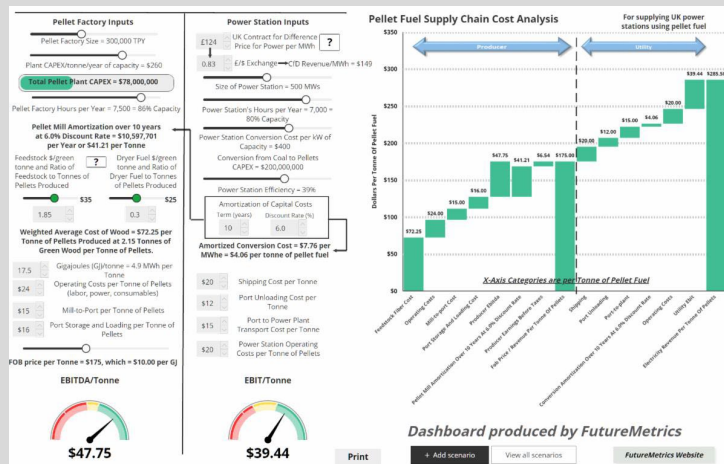 Pellet Factory Inputs
Pellet Factory Size = 300,000 TPY
Plant CAPEX/tonne/year of capacity = $260
Total Pellet Plant CAPEX = $78,000,000
Pellet Factory Hours per Year = 7,500 = 86% Capacity
Pellet Mill Amortization over 10 years
at 6.0% Discount Rate = $10,597,701
per Year or $41.21 per Tonne
Feedstock $/green
tonne and Ratio of
Feedstock to Tonnes of
Pellets Produced
?
Dryer Fuel $/green
tonne and Ratio of
Dryer Fuel to Tonnes
of Pellets Produced
$35
$25
1.85
0.3
Weighted Average Cost of Wood = $72.25 per
Tonne of Pellets Produced at 2.15 Tonnes of
Green Wood per Tonne of Pellets.
17.5
Gigajoules (GJ)/tonne = 4.9 MWh per
Tonne
$24
Operating Costs per Tonne of Pellets
(labor, power, consumables)
$15
Mill-to-Port per Tonne of Pellets
$16
Port Storage and Loading per Tonne of
Pellets
FOB price per Tonne = $175, which = $10.00 per GJ
EBITDA/Tonne
$47.75
Power Station Inputs
£124
UK Contract for Difference
Price for Power per MWh
?
0.83
£/$ Exchange
C/D Revenue/MWh = $149
Size of Power Station = 500 MWs
Power Station's Hours per Year = 7,000 =
80% Capacity
Power Station Conversion Cost per kW of
Capacity = $400
Conversion from Coal to Pellets
CAPEX = $200,000,000
Power Station Efficiency = 39%
Amortization of Capital Costs
Term (years)
Discount Rate (%)
10
6.0
Amortized Conversion Cost = $7.76 per
MWhe = $4.06 per tonne of pellet fuel
$20
Shipping Cost per Tonne
$12
Port Unloading Cost per
Tonne
$15
Port to Power Plant
Transport Cost per Tonne
$20
Power Station Operating
Costs per Tonne of Pellets
EBIT/Tonne
$39.44
Pellet Fuel Supply Chain Cost Analysis
For supplying UK power
stations using pellet fuel
Producer
Utility
Dollars Per Tonne Of Pellet Fuel
$350
$300
$250
$200
$150
$100
$50
$0
$72.25
$24.00
$15.00
$16.00
$47.76
$41.21
$6.54
$175.00
$20.00
$12.00
$15.00
$4.06
$20.00
$39.44
X-Axis Categories are per Tonne of Pellet Fuel
Feedstock Fiber Cost
Operating Costs
Mill-to-port Cost
Port Storage And Loading Cost
Producer Ebitda
Pellet Mill Amortization Over 10 Years At 6.0% Discount Rate
Producer Earnings Before Taxes
Fob Price / Revenue Per Tonne Of Pellets
Shipping
Port Unloading
Port-to-plant
Conversion Amortization Over 10 Years At 6.0% Discount Rate
Operating Costs
Utility Ebit
Electricity Revenue Per Tonne Of Pellets
Dashboard produced by FutureMetrics
Print
+ Add scenario
View all scenarios
FutureMetrics Website